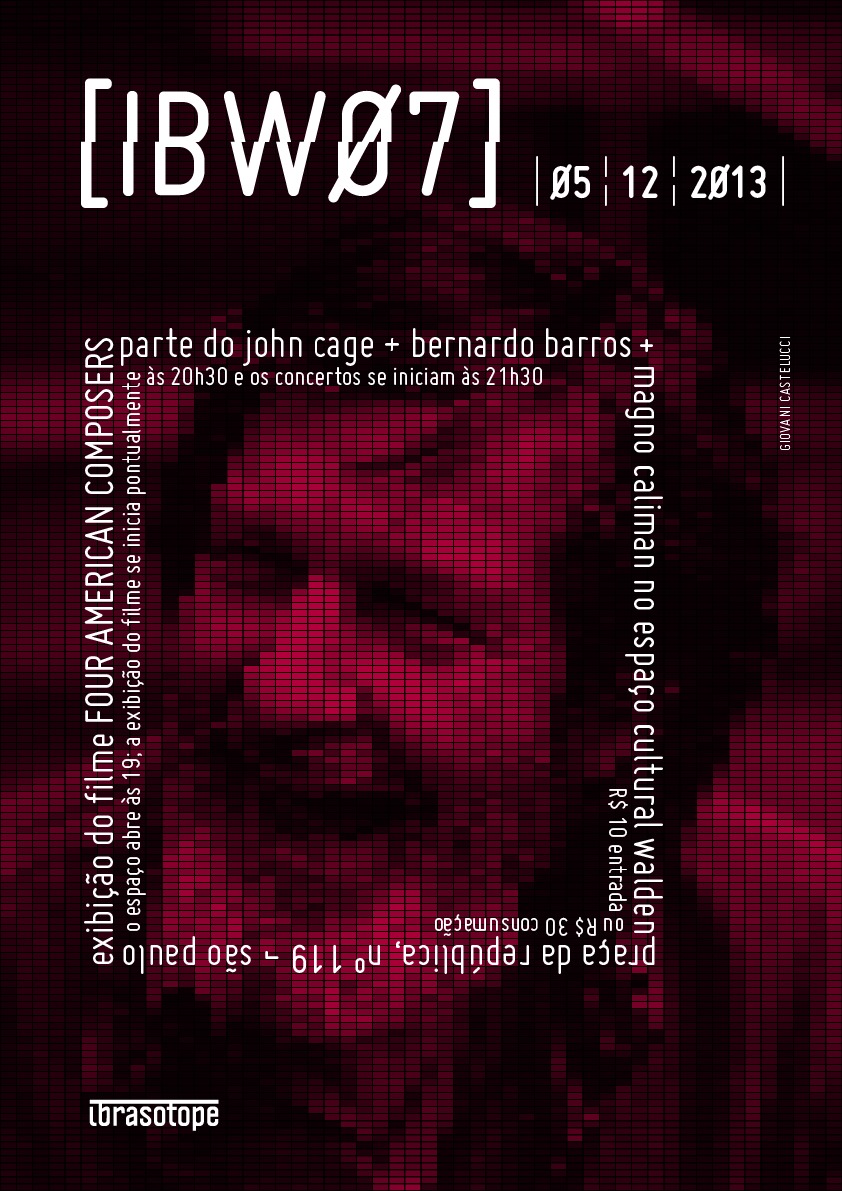 [IBWØ7]
|Ø5¦12¦2Ø13|
exibição do filme FOUR AMERICAN COMPOSERS
parte do john cage + bernardo barros +
magno caliman no espaço cultural walden
praça da república, nº 119 ¬ são paulo
o espaço abre às 19; a exibição do filme se inicia pontualmente
às 20h30 e os concertos se iniciam às 21h30
R$ 10 entrada
ou R$ 30 consumação
GIOVANI CASTELUCCI
ibrasotope